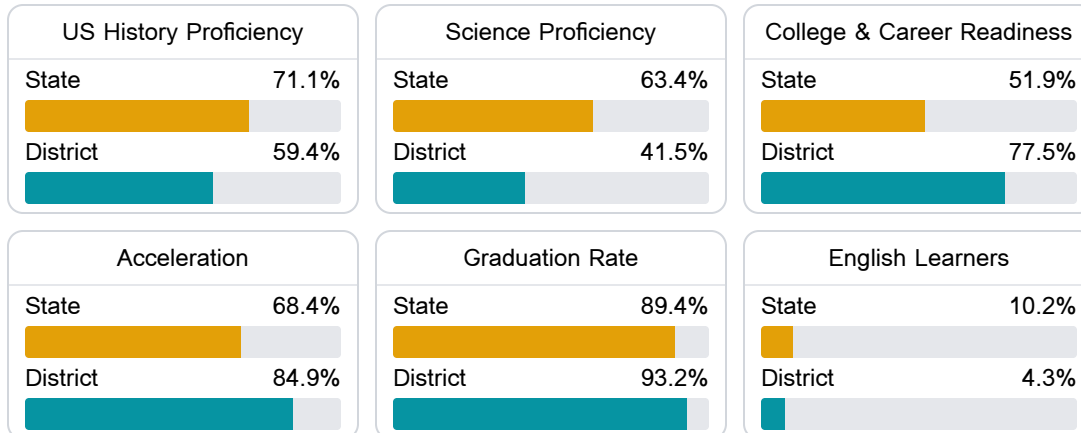 US History Proficiency
State 71.1%
District 59.4%
Science Proficiency
State 63.4%
District 41.5%
College & Career Readiness
State 51.9%
District 77.5%
Acceleration
State 68.4%
District 84.9%
Graduation Rate
State 89.4%
District 93.2%
English Learners
State 10.2%
District 4.3%